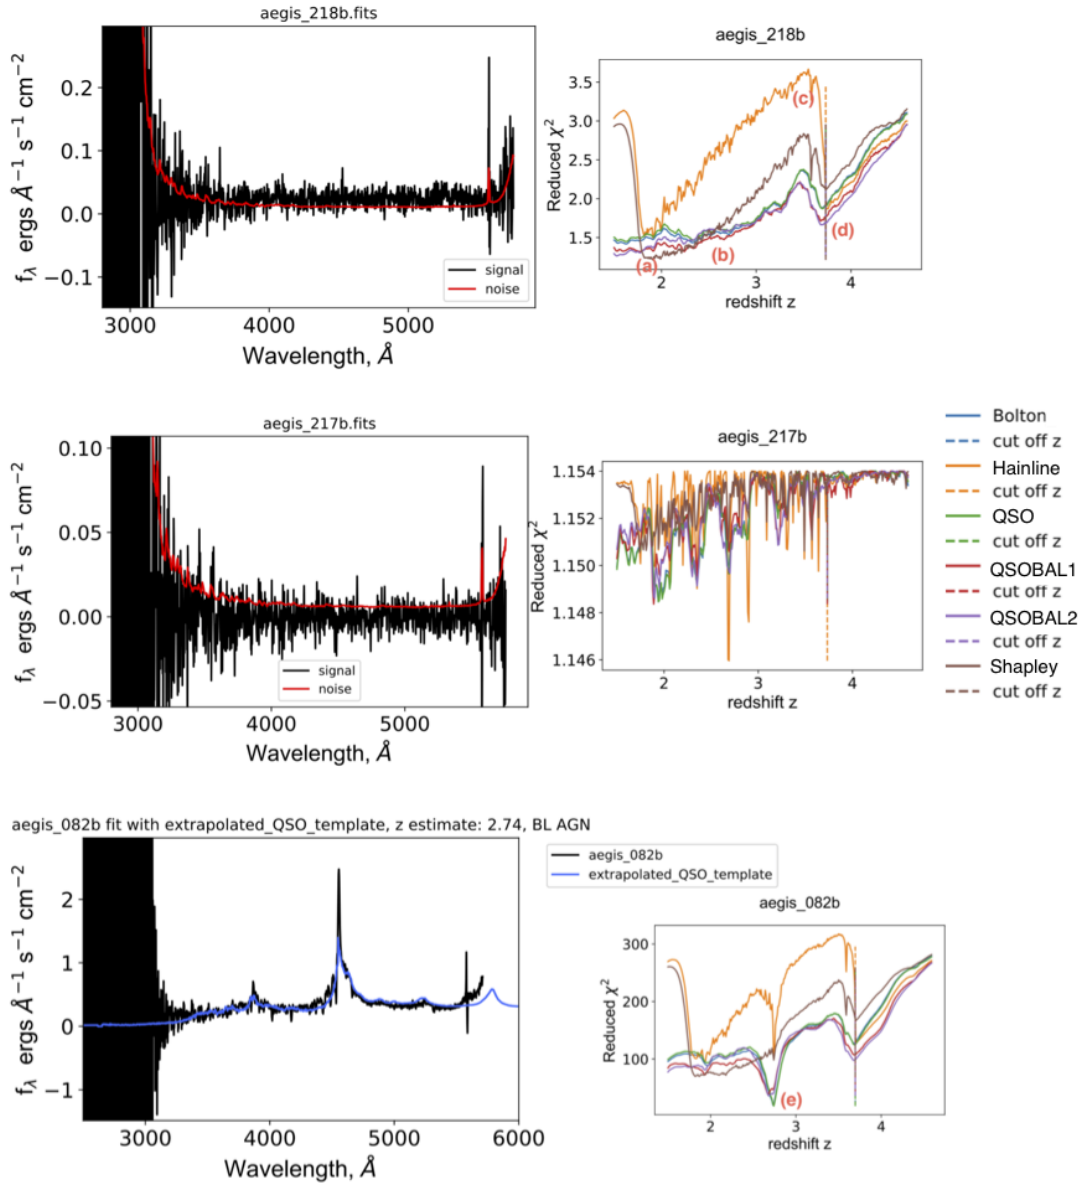 aegis_218b.fits
f_λ ergs Å⁻¹ s⁻¹ cm⁻²
0.2
0.1
0.0
−0.1
signal
noise
3000 4000 5000
Wavelength, Å
aegis_218b
Reduced χ²
3.5
3.0
2.5
2.0
1.5
(a)
(b)
(c)
(d)
2 3 4
redshift z
aegis_217b.fits
f_λ ergs Å⁻¹ s⁻¹ cm⁻²
0.10
0.05
0.00
−0.05
signal
noise
3000 4000 5000
Wavelength, Å
aegis_217b
Reduced χ²
1.154
1.152
1.150
1.148
1.146
2 3 4
redshift z
Bolton
cut off z
Hainline
cut off z
QSO
cut off z
QSOBAL1
cut off z
QSOBAL2
cut off z
Shapley
cut off z
aegis_082b fit with extrapolated_QSO_template, z estimate: 2.74, BL AGN
f_λ ergs Å⁻¹ s⁻¹ cm⁻²
2
1
0
−1
3000 4000 5000 6000
Wavelength, Å
aegis_082b
extrapolated_QSO_template
aegis_082b
Reduced χ²
300
200
100
(e)
2 3 4
redshift z